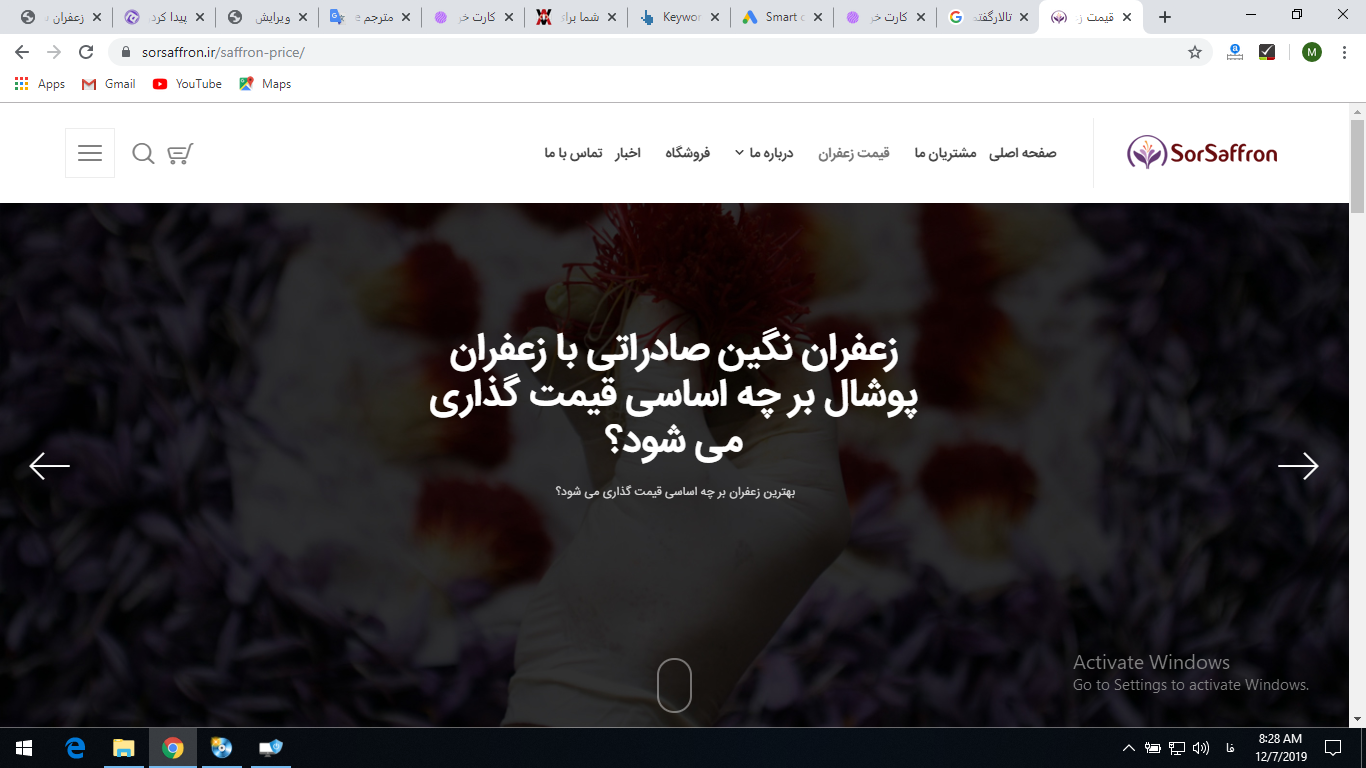 زعفران
پیدا کرد
ویرایش
مترجم
کارت خر
شما برای
Keywor
Smart
کارت خر
تالارگفتم
قیمت ز
sorsaffron.ir/saffron-price/
M
Apps
Gmail
YouTube
Maps
SorSaffron
صفحه اصلی
مشتریان ما
قیمت زعفران
درباره ما
فروشگاه
اخبار
تماس با ما
زعفران نگین صادراتی با زعفران
پوشال بر چه اساسی قیمت گذاری
می شود؟
بهترین زعفران بر چه اساسی قیمت گذاری می شود؟
Activate Windows
Go to Settings to activate Windows.
فا
8:28 AM
12/7/2019